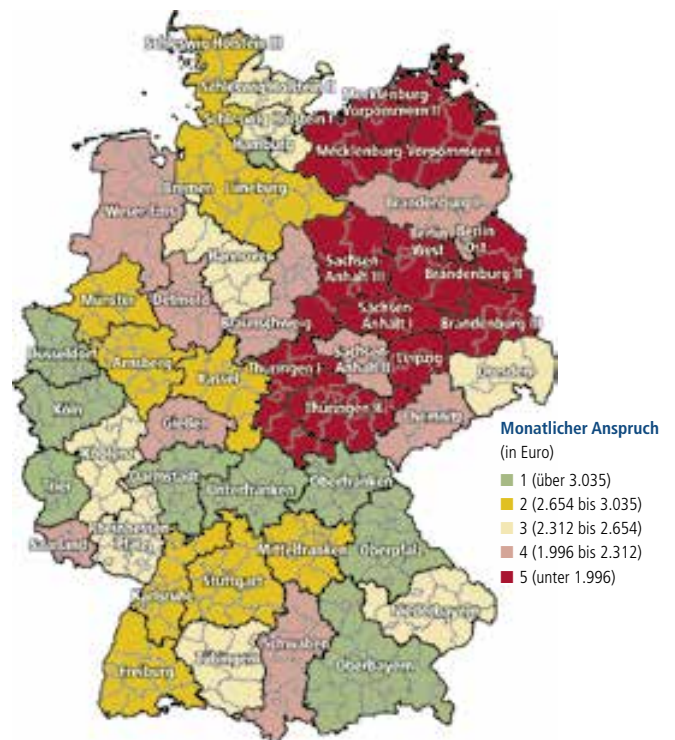 Schleswig Holstein III
Schleswig-Holstein II
Schleswig Holstein I
Hamburg
Mecklenburg-
Vorpommern II
Mecklenburg-Vorpommern I
Bremen
Lüneburg
Weser-Ems
Brandenburg I
Berlin
West
Berlin
Ost
Hannover
Sachsen
Anhalt III
Brandenburg II
Münster
Detmold
Braunschweig
Sachsen
Anhalt I
Brandenburg III
Düsseldorf
Arnsberg
Kassel
Thüringen I
Sachsen
Anhalt II
Leipzig
Dresden
Köln
Gießen
Thüringen II
Chemnitz
Koblenz
Trier
Darmstadt
Unterfranken
Oberfranken
Saarland
Rheinhessen
Pfalz
Mittelfranken
Oberpfalz
Karlsruhe
Stuttgart
Niederbayern
Freiburg
Tübingen
Schwaben
Oberbayern
Monatlicher Anspruch
(in Euro)
1 (über 3.035)
2 (2.654 bis 3.035)
3 (2.312 bis 2.654)
4 (1.996 bis 2.312)
5 (unter 1.996)